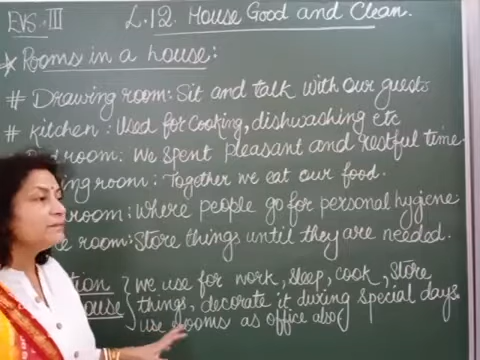 EVS-III L.12. House Good and Clean.
* Rooms in a house:
# Drawing room: Sit and talk with our guests
# Kitchen: Used for cooking, dishwashing etc
room: We spent pleasant and restful time.
ng room: Together we eat our food.
room: where people go for personal hygiene
room: Store things until they are needed.
tion we use for work, sleep, cook, store
ouse things, decorate it during special days.
use rooms as office also